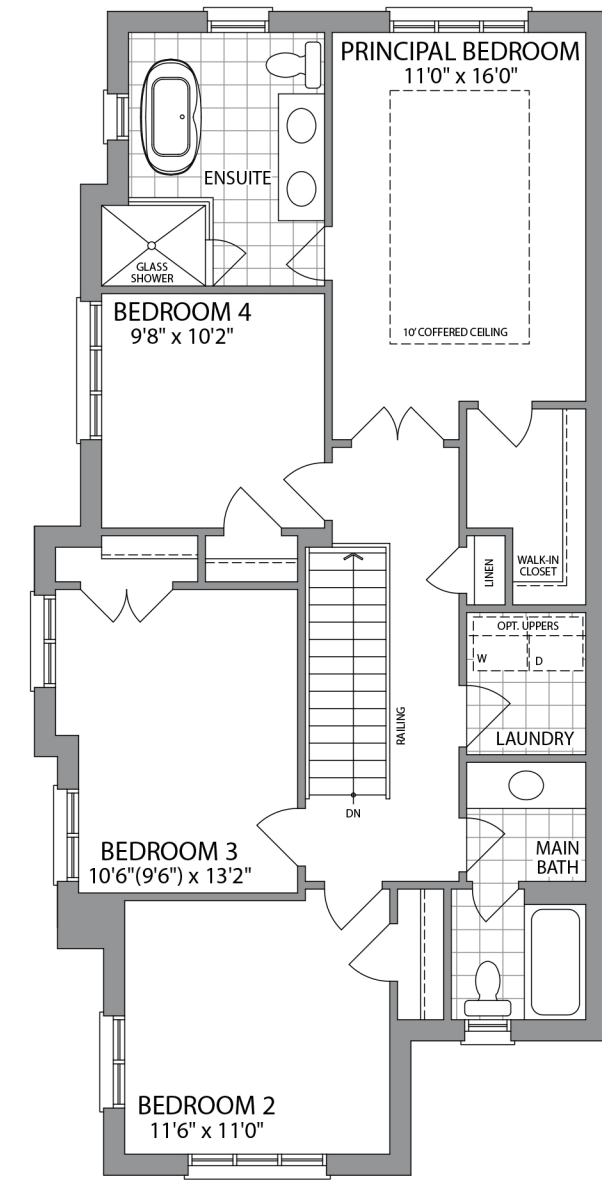 PRINCIPAL BEDROOM
11'0" x 16'0"
ENSUITE
GLASS
SHOWER
10' COFFERED CEILING
BEDROOM 4
9'8" x 10'2"
WALK-IN
CLOSET
LINEN
OPT. UPPERS
W
D
RAILING
LAUNDRY
DN
MAIN
BATH
BEDROOM 3
10'6"(9'6") x 13'2"
BEDROOM 2
11'6" x 11'0"